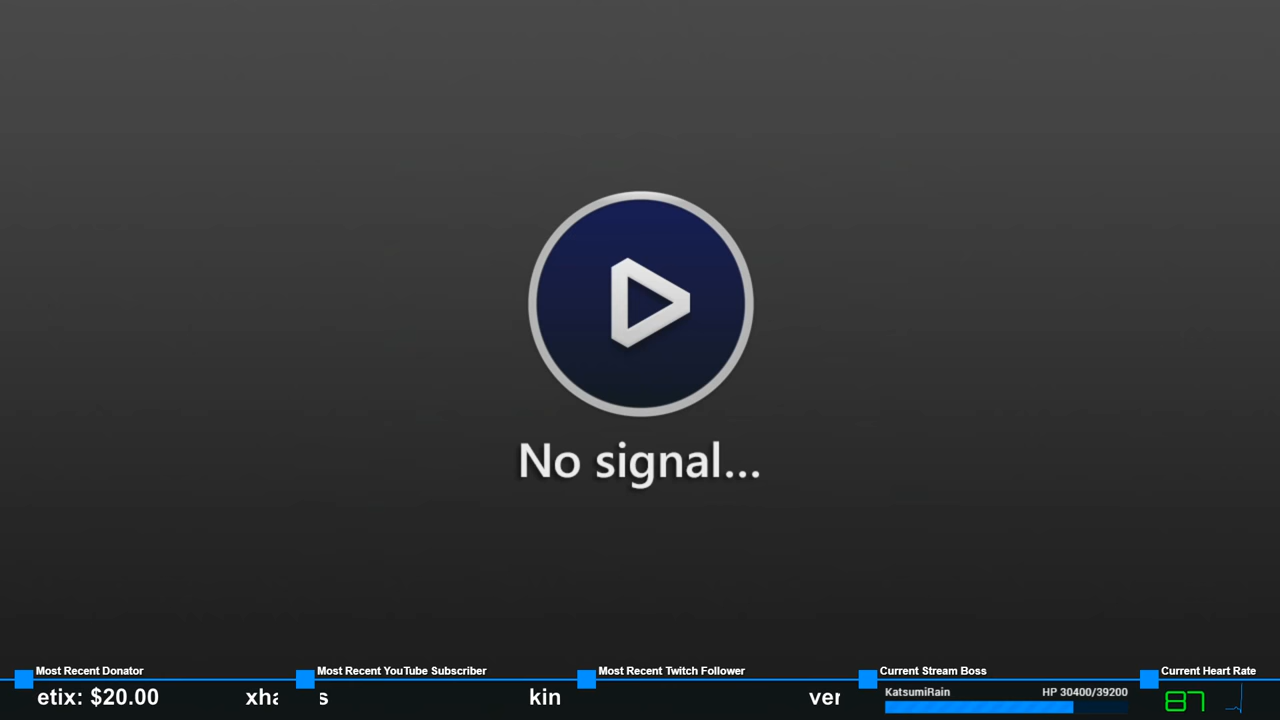 No signal...
Most Recent Donator
etix: $20.00
Most Recent YouTube Subscriber
s kin
Most Recent Twitch Follower
ver
Current Stream Boss
KatsumiRain HP 30400/39200
Current Heart Rate
87